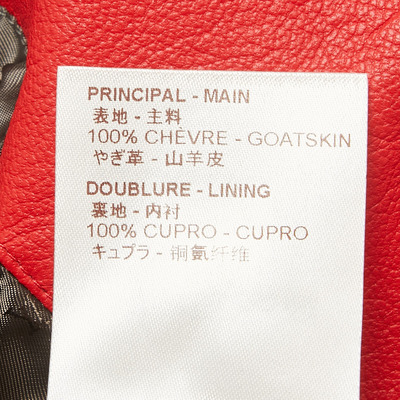 PRINCIPAL - MAIN
表地 - 主料
100% CHÈVRE - GOATSKIN
やぎ革 - 山羊皮
DOUBLURE - LINING
裏地 - 内衬
100% CUPRO - CUPRO
キュプラ - 铜氨纤维